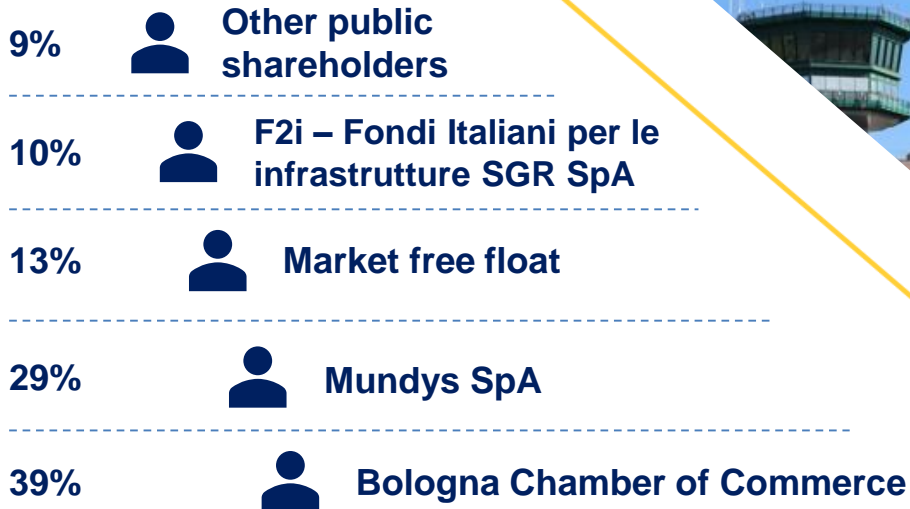 9%
Other public
shareholders
10%
F2i – Fondi Italiani per le
infrastrutture SGR SpA
13%
Market free float
29%
Mundys SpA
39%
Bologna Chamber of Commerce